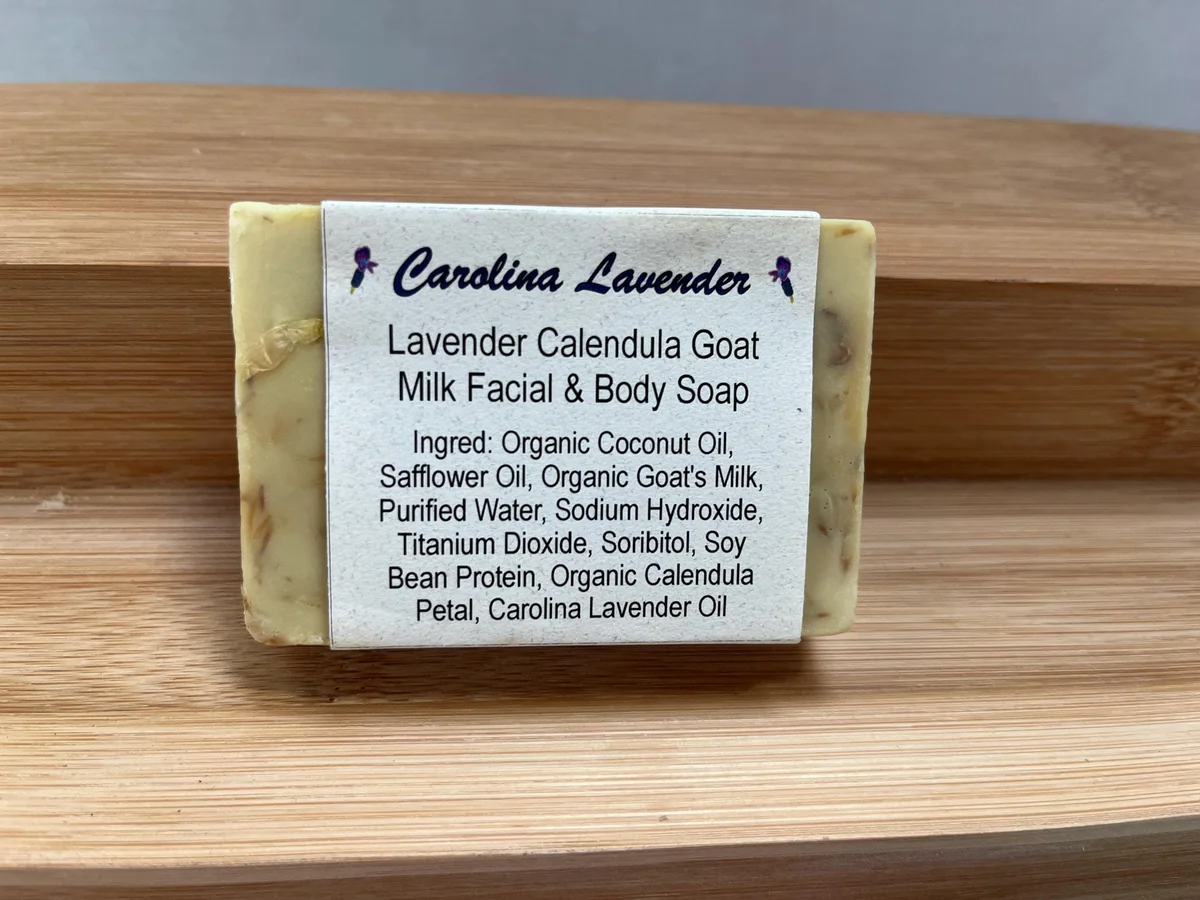 Carolina Lavender
Lavender Calendula Goat
Milk Facial & Body Soap
Ingred: Organic Coconut Oil,
Safflower Oil, Organic Goat's Milk,
Purified Water, Sodium Hydroxide,
Titanium Dioxide, Soribitol, Soy
Bean Protein, Organic Calendula
Petal, Carolina Lavender Oil